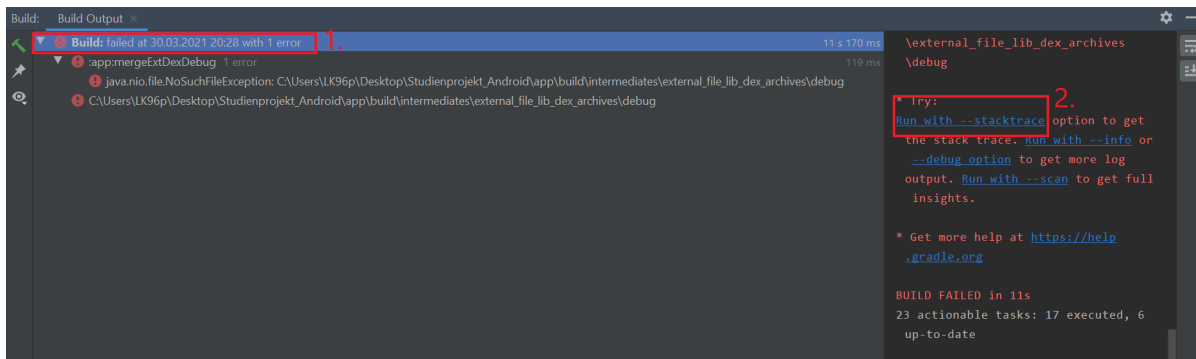 Build: Build Output ×
Build: failed at 30.03.2021 20:28 with 1 error 1. 11 s 170 ms
:app:mergeExtDexDebug 1 error 119 ms
java.nio.file.NoSuchFileException: C:\Users\LK96p\Desktop\Studienprojekt_Android\app\build\intermediates\external_file_lib_dex_archives\debug
C:\Users\LK96p\Desktop\Studienprojekt_Android\app\build\intermediates\external_file_lib_dex_archives\debug
\external_file_lib_dex_archives
\debug
* Try: 2.
Run with --stacktrace option to get
the stack trace. Run with --info or
--debug option to get more log
output. Run with --scan to get full
insights.
* Get more help at https://help
.gradle.org
BUILD FAILED in 11s
23 actionable tasks: 17 executed, 6
up-to-date